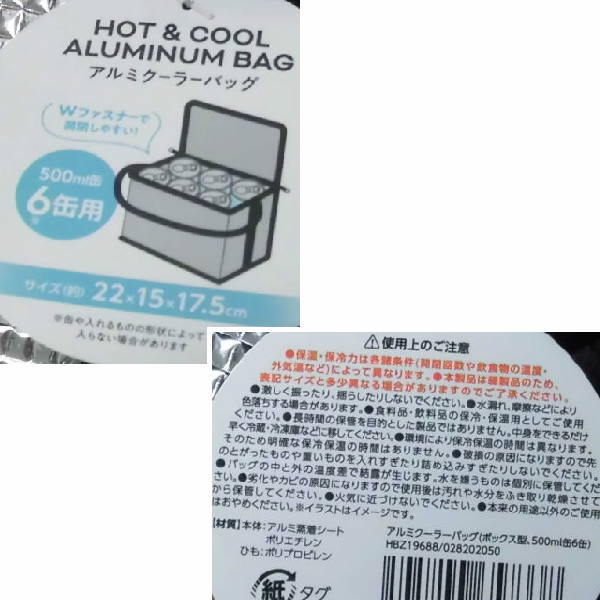 HOT & COOL
ALUMINUM BAG
アルミクーラーバッグ
Wファスナーで
開閉しやすい!
500ml缶
6缶用
サイズ(約) 22×15×17.5cm
※缶や入れるものの形状によって
入らない場合があります
⚠使用上のご注意
●保温・保冷力は各諸条件(開閉回数や飲食物の温度・
外気温など)によって異なります。●本製品は縫製品のため、
表記サイズと多少異なる場合がありますのでご了承ください。
●激しく振ったり、揺らしたりしないでください。●水漏れ、摩擦などにより
色落ちする場合があります。●食料品・飲料品の保冷・保温用としてご使用
ください。●長時間の保管を目的とした製品ではありません。中身をできるだけ
早く冷蔵・冷凍庫などに移してください。●環境により保冷保温の時間は異なります。
そのため明確な保冷保温の時間はありません。●破損の原因になりますので先
のとがったものや重いものを入れすぎたり詰め込みすぎたりしないでください。
●バッグの中と外の温度差で結露が生じます。水を嫌うものは個別に保管してくだ
さい。●劣化やカビの原因になりますので使用後は汚れや水分をふき取り乾燥させて
から保管してください。●火気に近づけないでください。●本来の用途以外のご使用
はおやめください。※イラストはイメージです。
【材質】本体:アルミ蒸着シート
ポリエチレン
ひも:ポリプロピレン
アルミクーラーバッグ(ボックス型、500ml缶6缶)
HBZ19688/028202050
紙 タグ